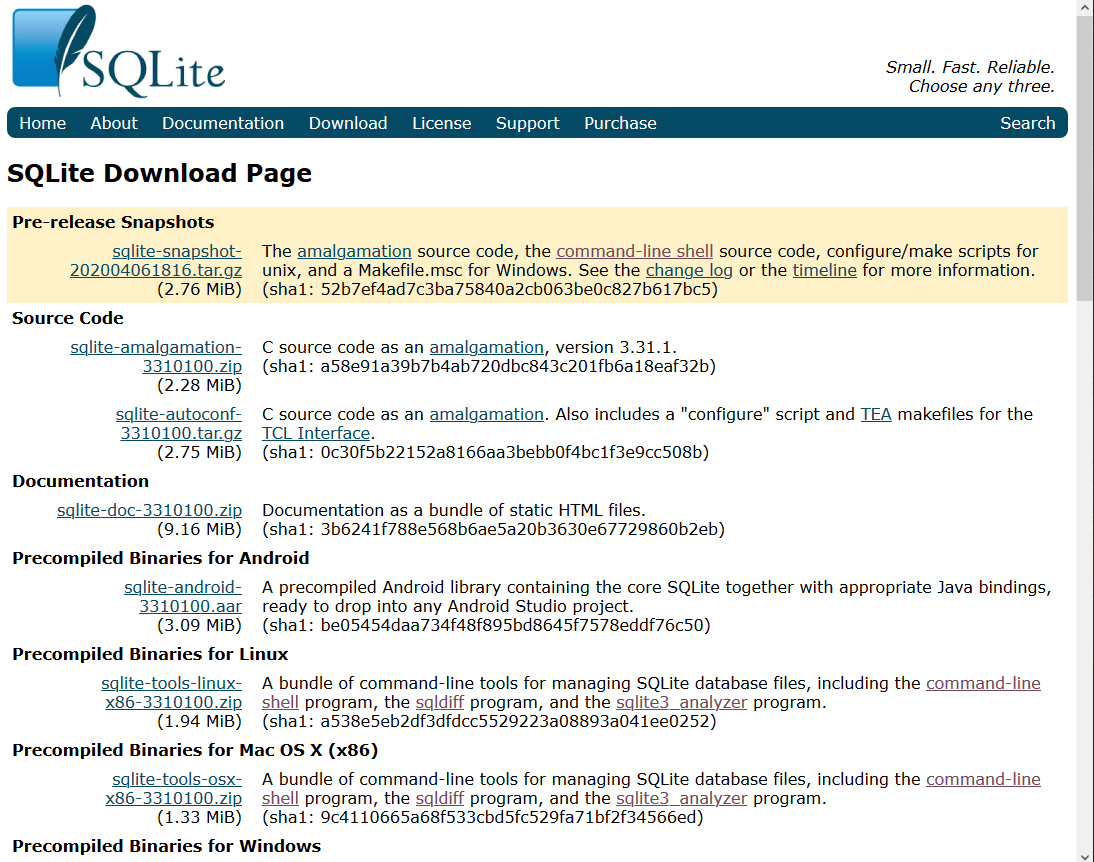 SQLite
Small. Fast. Reliable.
Choose any three.
Home About Documentation Download License Support Purchase Search
SQLite Download Page
Pre-release Snapshots
sqlite-snapshot- The amalgamation source code, the command-line shell source code, configure/make scripts for
202004061816.tar.gz unix, and a Makefile.msc for Windows. See the change log or the timeline for more information.
(2.76 MiB) (sha1: 52b7ef4ad7c3ba75840a2cb063be0c827b617bc5)
Source Code
sqlite-amalgamation- C source code as an amalgamation, version 3.31.1.
3310100.zip (sha1: a58e91a39b7b4ab720dbc843c201fb6a18eaf32b)
(2.28 MiB)
sqlite-autoconf- C source code as an amalgamation. Also includes a "configure" script and TEA makefiles for the
3310100.tar.gz TCL Interface.
(2.75 MiB) (sha1: 0c30f5b22152a8166aa3bebb0f4bc1f3e9cc508b)
Documentation
sqlite-doc-3310100.zip Documentation as a bundle of static HTML files.
(9.16 MiB) (sha1: 3b6241f788e568b6ae5a20b3630e67729860b2eb)
Precompiled Binaries for Android
sqlite-android- A precompiled Android library containing the core SQLite together with appropriate Java bindings,
3310100.aar ready to drop into any Android Studio project.
(3.09 MiB) (sha1: be05454daa734f48f895bd8645f7578eddf76c50)
Precompiled Binaries for Linux
sqlite-tools-linux- A bundle of command-line tools for managing SQLite database files, including the command-line
x86-3310100.zip shell program, the sqldiff program, and the sqlite3_analyzer program.
(1.94 MiB) (sha1: a538e5eb2df3dfdcc5529223a08893a041ee0252)
Precompiled Binaries for Mac OS X (x86)
sqlite-tools-osx- A bundle of command-line tools for managing SQLite database files, including the command-line
x86-3310100.zip shell program, the sqldiff program, and the sqlite3_analyzer program.
(1.33 MiB) (sha1: 9c4110665a68f533cbd5fc529fa71bf2f34566ed)
Precompiled Binaries for Windows